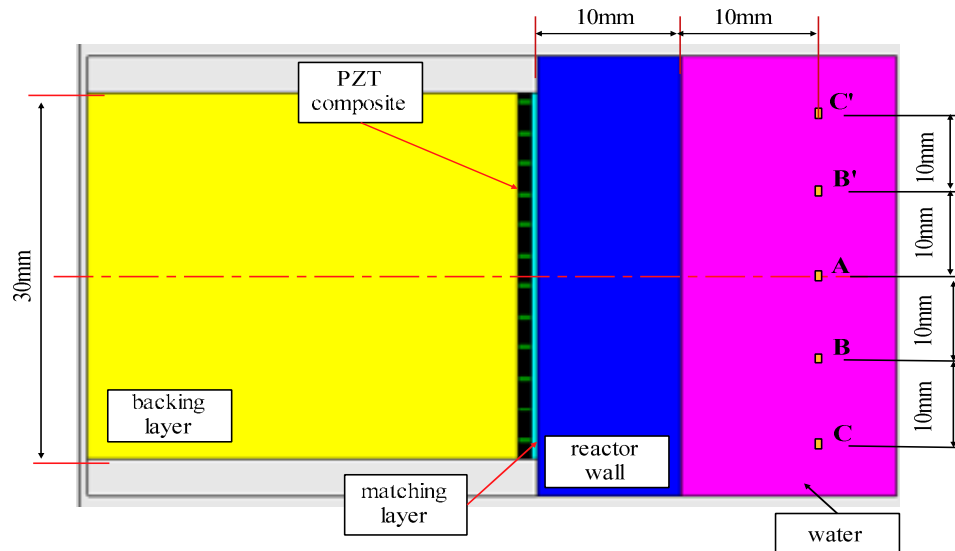 10mm
10mm
PZT
composite
C'
10mm
B'
10mm
A
30mm
10mm
B
backing
layer
10mm
C
reactor
wall
matching
layer
water